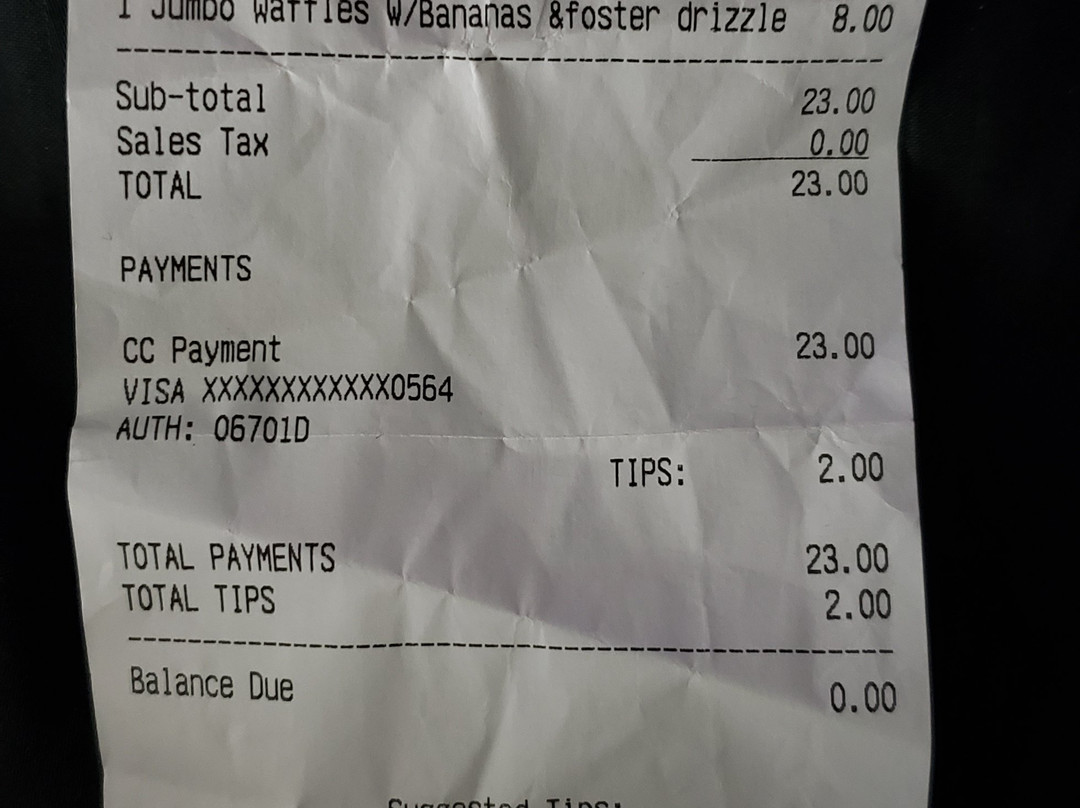 1 Jumbo Waffles W/Bananas &foster drizzle 8.00
Sub-total 23.00
Sales Tax 0.00
TOTAL 23.00
PAYMENTS
CC Payment 23.00
VISA XXXXXXXXXXXX0564
AUTH: 06701D
TIPS: 2.00
TOTAL PAYMENTS 23.00
TOTAL TIPS 2.00
Balance Due 0.00
Suggested Tips: